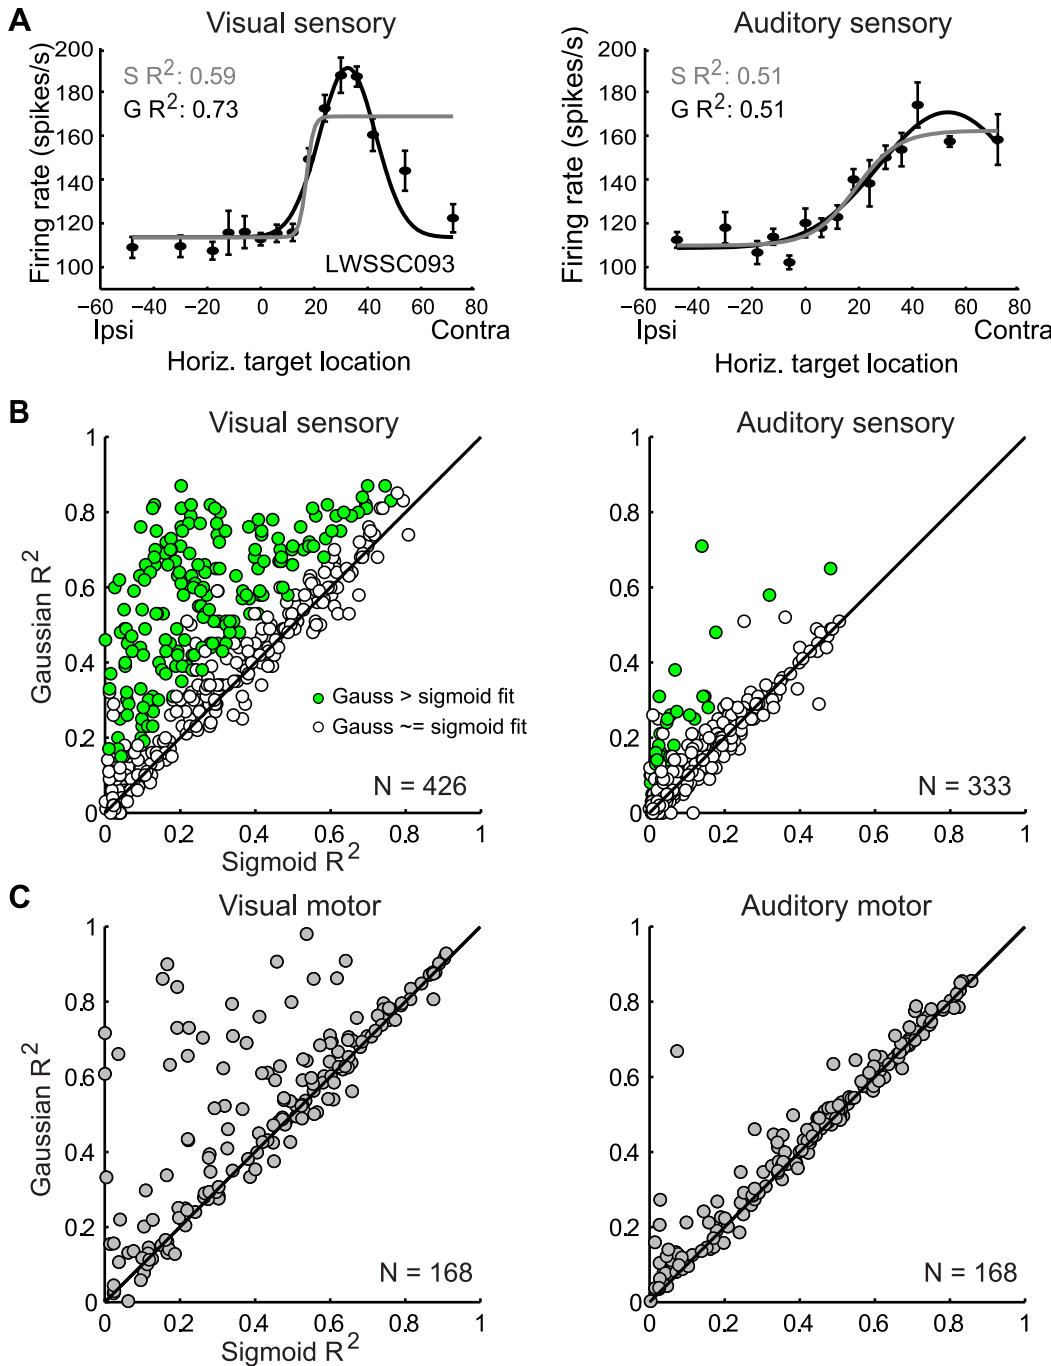 A
Visual sensory
Auditory sensory
Firing rate (spikes/s)
200
180
160
140
120
100
S R²: 0.59
G R²: 0.73
LWSSC093
−60 −40 −20 0 20 40 60 80
Ipsi Contra
Horiz. target location
Firing rate (spikes/s)
200
180
160
140
120
100
S R²: 0.51
G R²: 0.51
−60 −40 −20 0 20 40 60 80
Ipsi Contra
Horiz. target location
B
Visual sensory
Auditory sensory
Gaussian R²
1
0.8
0.6
0.4
0.2
0
Gauss > sigmoid fit
Gauss ~= sigmoid fit
N = 426
0 0.2 0.4 0.6 0.8 1
Sigmoid R²
1
0.8
0.6
0.4
0.2
0
N = 333
0 0.2 0.4 0.6 0.8 1
C
Visual motor
Auditory motor
Gaussian R²
1
0.8
0.6
0.4
0.2
0
N = 168
0 0.2 0.4 0.6 0.8 1
Sigmoid R²
1
0.8
0.6
0.4
0.2
0
N = 168
0 0.2 0.4 0.6 0.8 1